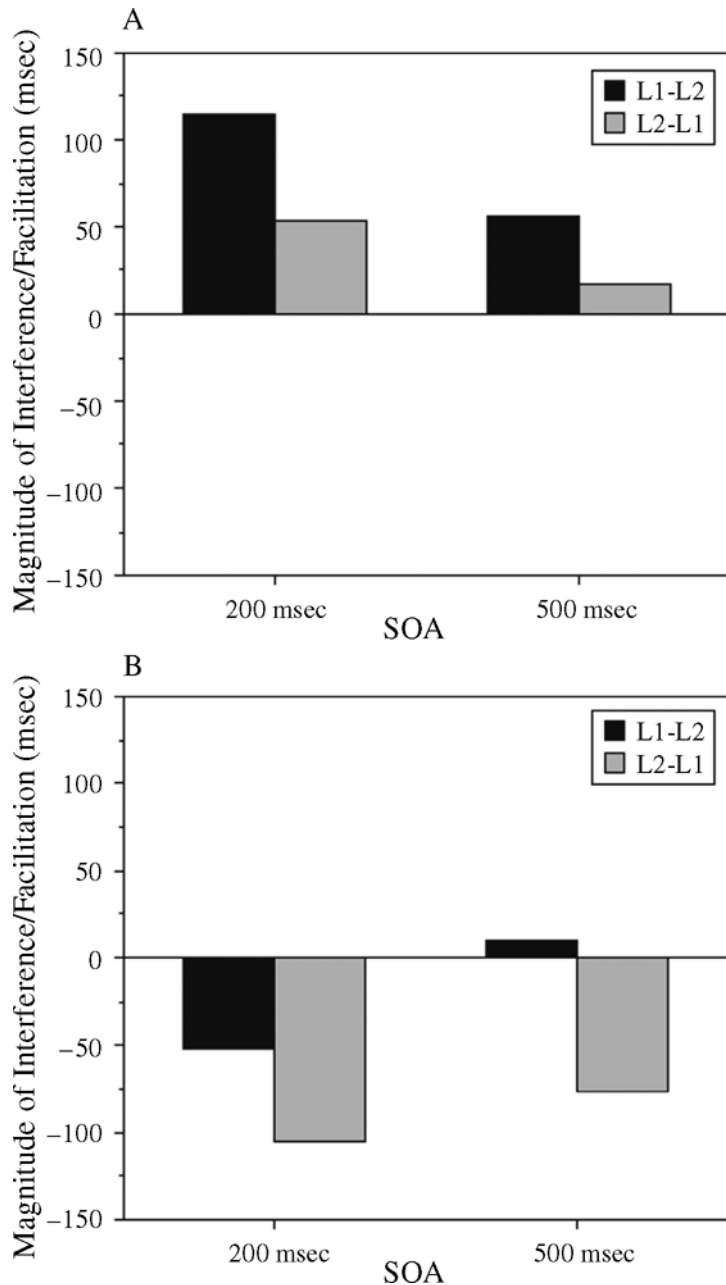 A
Magnitude of Interference/Facilitation (msec)
150
100
50
0
−50
−100
−150
L1-L2
L2-L1
200 msec
500 msec
SOA
B
Magnitude of Interference/Facilitation (msec)
150
100
50
0
−50
−100
−150
L1-L2
L2-L1
200 msec
500 msec
SOA